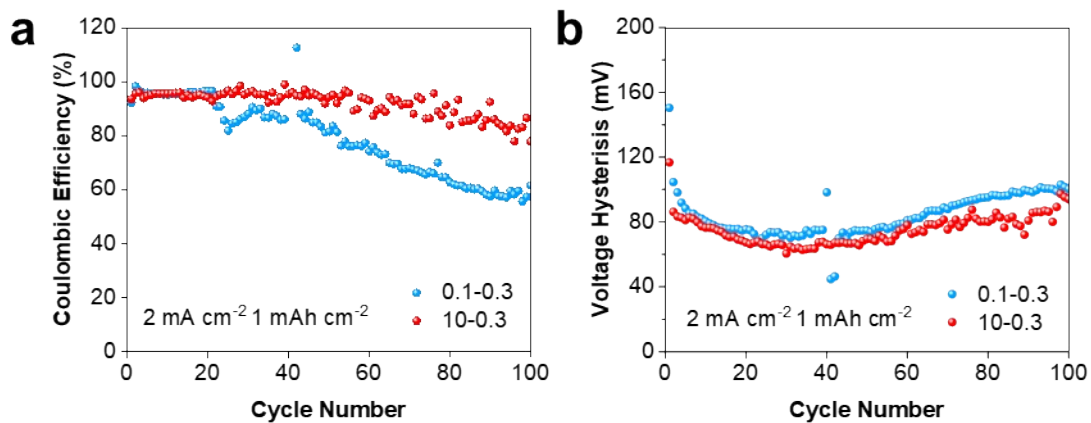 a
Coulombic Efficiency (%)
120
100
80
60
40
20
0
0 20 40 60 80 100
Cycle Number
0.1-0.3
10-0.3
2 mA cm⁻² 1 mAh cm⁻²
b
Voltage Hysterisis (mV)
200
160
120
80
40
0
0 20 40 60 80 100
Cycle Number
0.1-0.3
10-0.3
2 mA cm⁻² 1 mAh cm⁻²